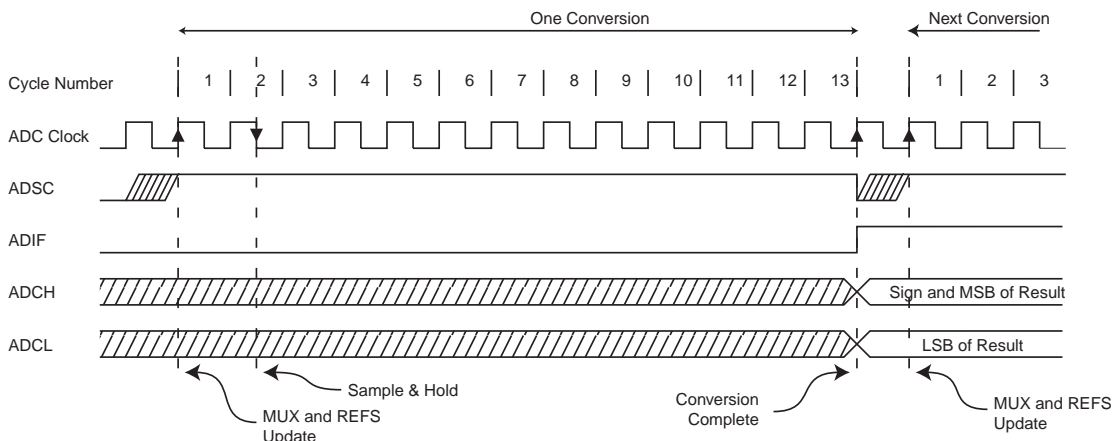 One Conversion
Next Conversion
Cycle Number
1 2 3 4 5 6 7 8 9 10 11 12 13 1 2 3
ADC Clock
ADSC
ADIF
ADCH
Sign and MSB of Result
ADCL
LSB of Result
MUX and REFS
Update
Sample & Hold
Conversion
Complete
MUX and REFS
Update